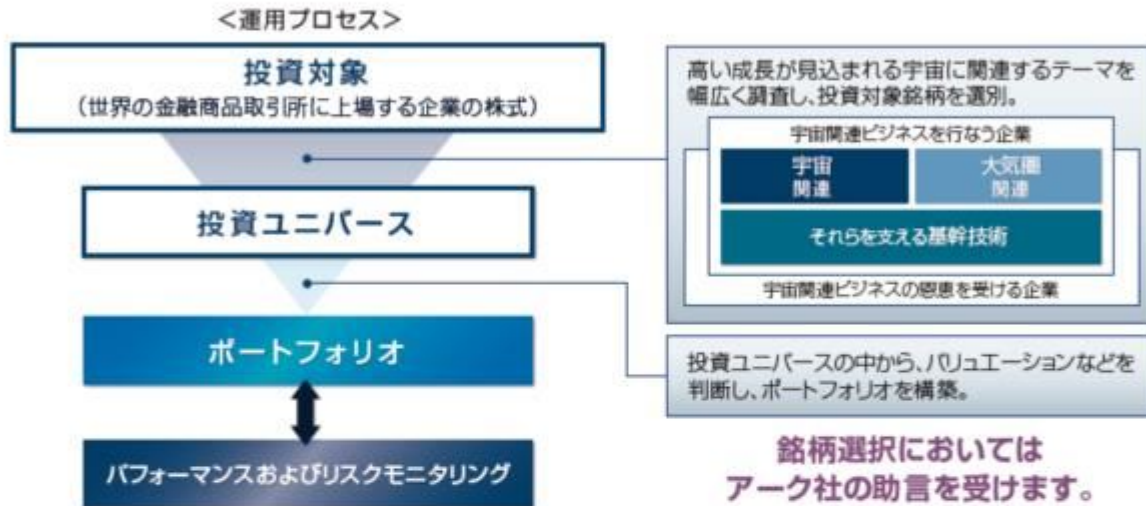 <運用プロセス>
投資対象
(世界の金融商品取引所に上場する企業の株式)
投資ユニバース
ポートフォリオ
パフォーマンスおよびリスクモニタリング
高い成長が見込まれる宇宙に関連するテーマを
幅広く調査し、投資対象銘柄を選別。
宇宙関連ビジネスを行なう企業
宇宙
関連
大気圏
関連
それらを支える基幹技術
宇宙関連ビジネスの恩恵を受ける企業
投資ユニバースの中から、バリュエーションなどを
判断し、ポートフォリオを構築。
銘柄選択においては
アーク社の助言を受けます。